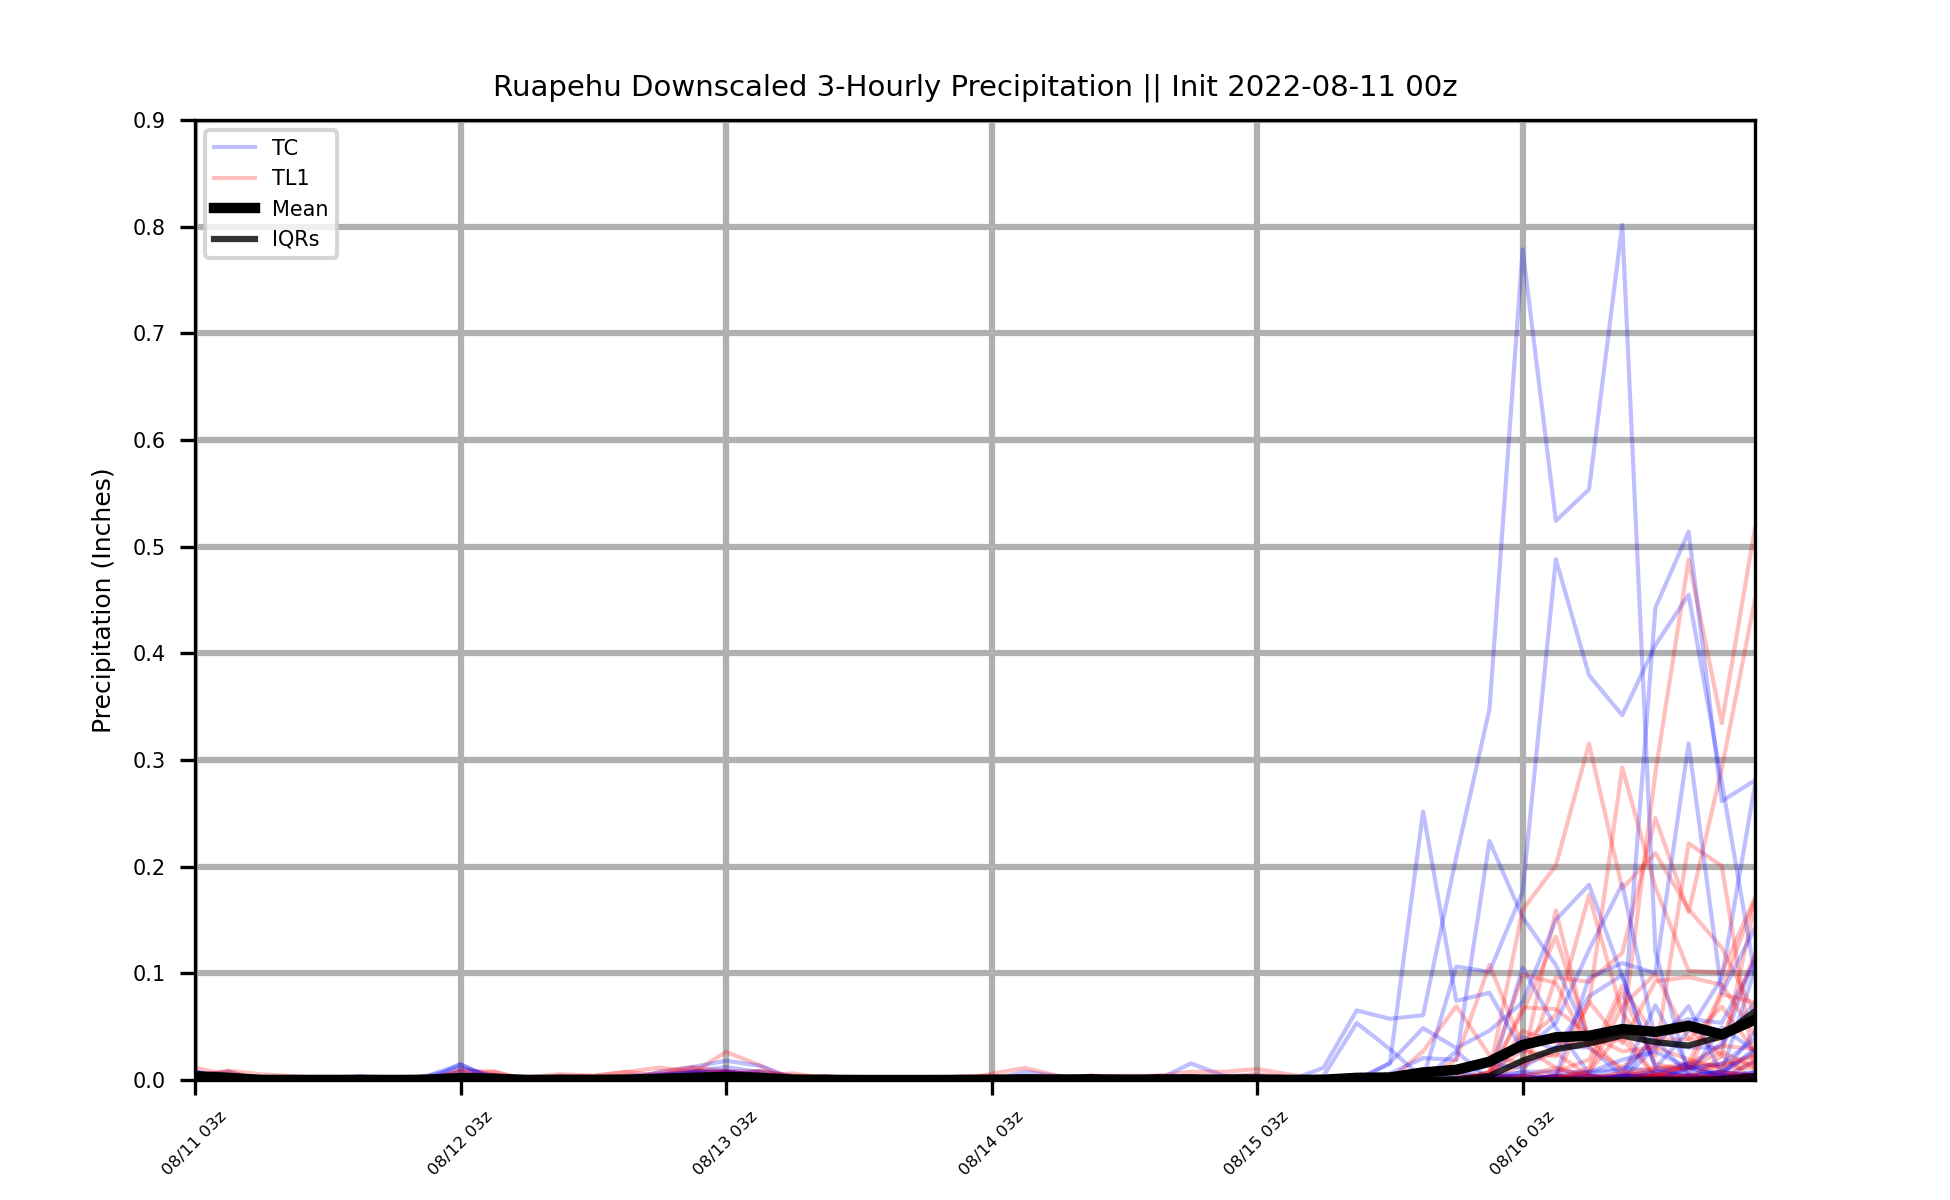 Ruapehu Downscaled 3-Hourly Precipitation || Init 2022-08-11 00z
TC
TL1
Mean
IQRs
Precipitation (Inches)
0.9
0.8
0.7
0.6
0.5
0.4
0.3
0.2
0.1
0.0
08/11 03z
08/12 03z
08/13 03z
08/14 03z
08/15 03z
08/16 03z